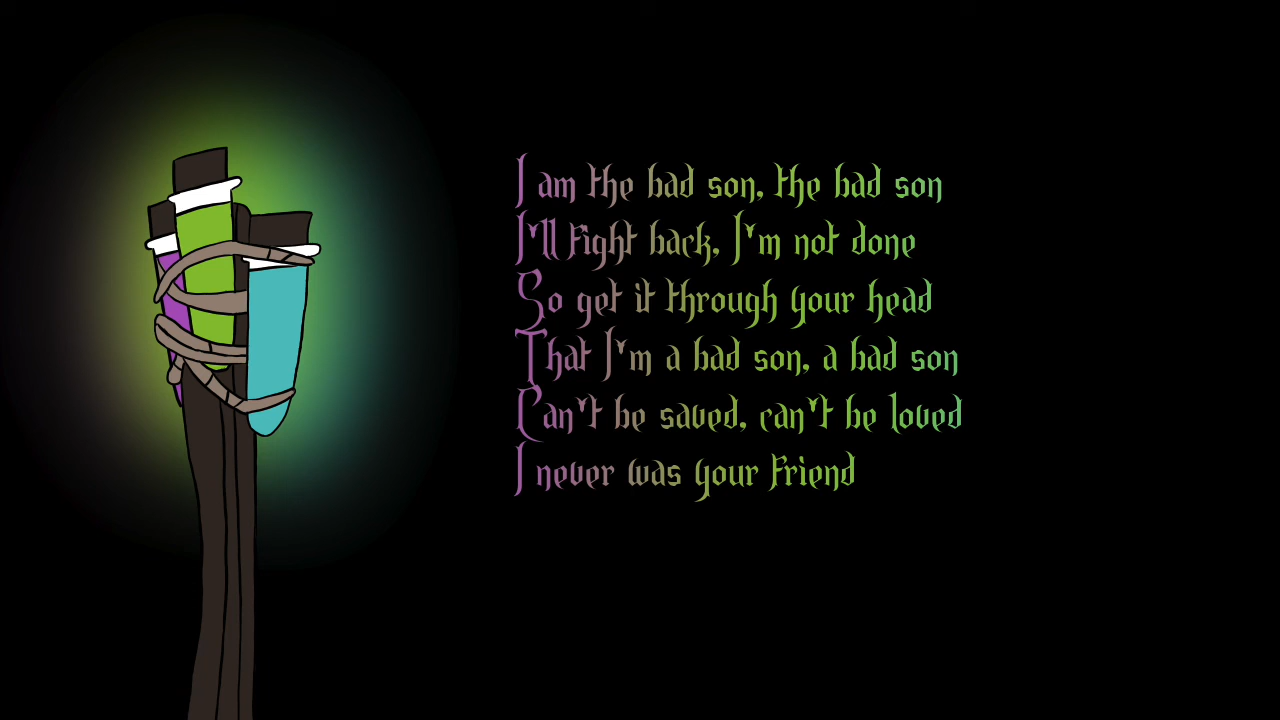 I am the bad son, the bad son
I'll fight back, I'm not done
So get it through your head
That I'm a bad son, a bad son
Can't be saved, can't be loved
I never was your friend